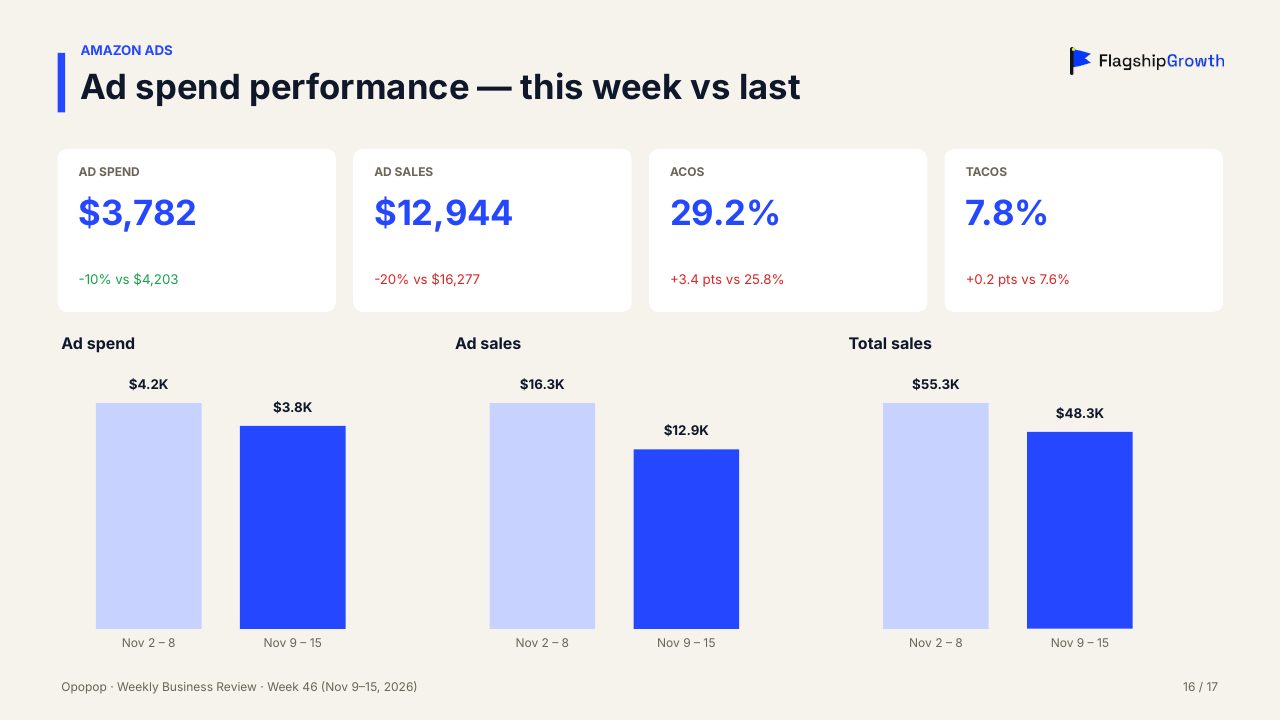 AMAZON ADS
Ad spend performance — this week vs last
FlagshipGrowth
AD SPEND
$3,782
-10% vs $4,203
AD SALES
$12,944
-20% vs $16,277
ACOS
29.2%
+3.4 pts vs 25.8%
TACOS
7.8%
+0.2 pts vs 7.6%
Ad spend
$4.2K
$3.8K
Nov 2 – 8
Nov 9 – 15
Ad sales
$16.3K
$12.9K
Nov 2 – 8
Nov 9 – 15
Total sales
$55.3K
$48.3K
Nov 2 – 8
Nov 9 – 15
Opopop · Weekly Business Review · Week 46 (Nov 9–15, 2026)
16 / 17